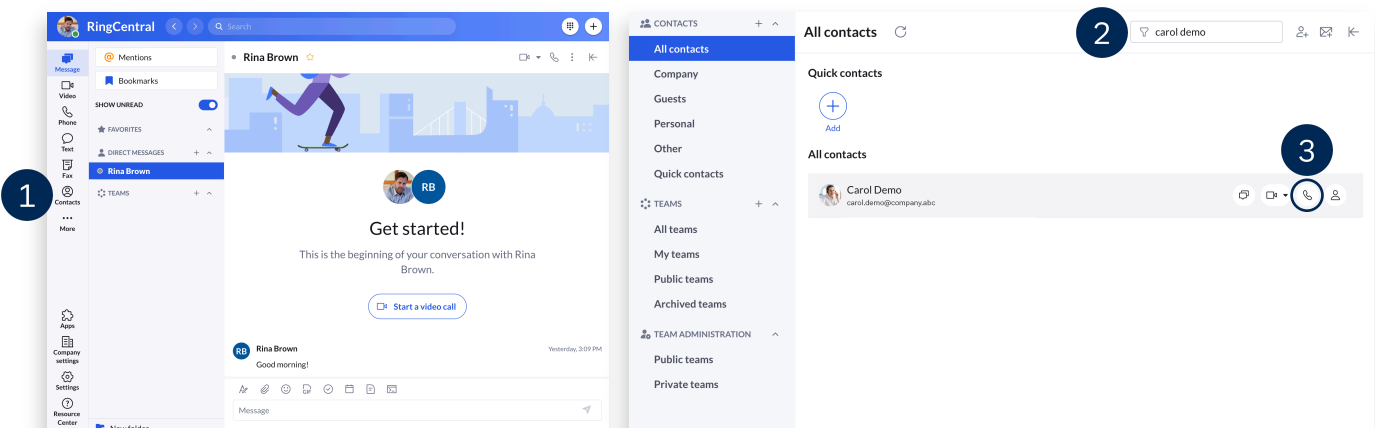 RingCentral
Search
Message
Video
Phone
Text
Fax
Contacts
More
Apps
Company
settings
Settings
Resource
Center
Mentions
Bookmarks
SHOW UNREAD
FAVORITES
DIRECT MESSAGES
Rina Brown
TEAMS
New folder
Rina Brown
RB
Get started!
This is the beginning of your conversation with Rina
Brown.
Start a video call
RB
Rina Brown
Yesterday, 3:09 PM
Good morning!
GIF
Message
1
CONTACTS
All contacts
Company
Guests
Personal
Other
Quick contacts
TEAMS
All teams
My teams
Public teams
Archived teams
TEAM ADMINISTRATION
Public teams
Private teams
All contacts
2
carol demo
Quick contacts
Add
All contacts
3
Carol Demo
carol.demo@company.abc